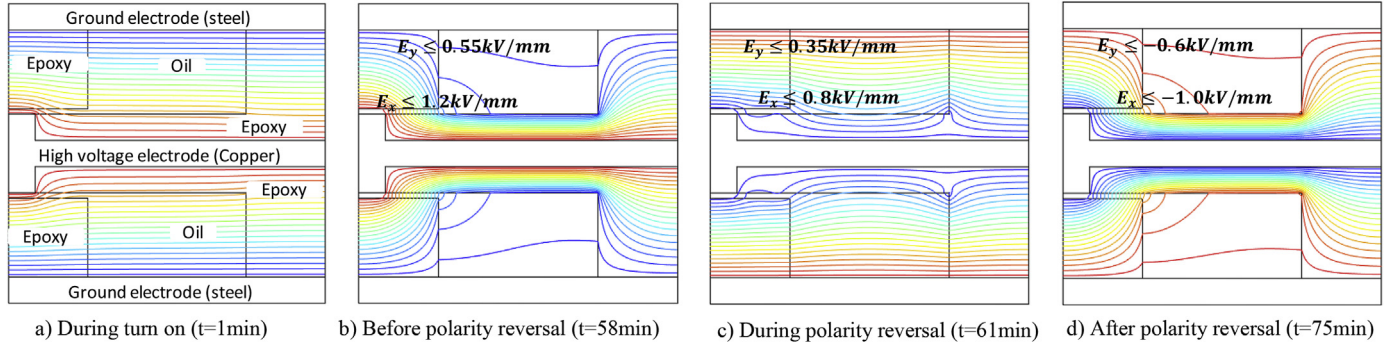 Ground electrode (steel)
Epoxy
Oil
Epoxy
High voltage electrode (Copper)
Epoxy
Epoxy
Oil
Ground electrode (steel)
a) During turn on (t=1min)
E_y ≤ 0.55kV/mm
E_x ≤ 1.2kV/mm
b) Before polarity reversal (t=58min)
E_y ≤ 0.35kV/mm
E_x ≤ 0.8kV/mm
c) During polarity reversal (t=61min)
E_y ≤ −0.6kV/mm
E_x ≤ −1.0kV/mm
d) After polarity reversal (t=75min)